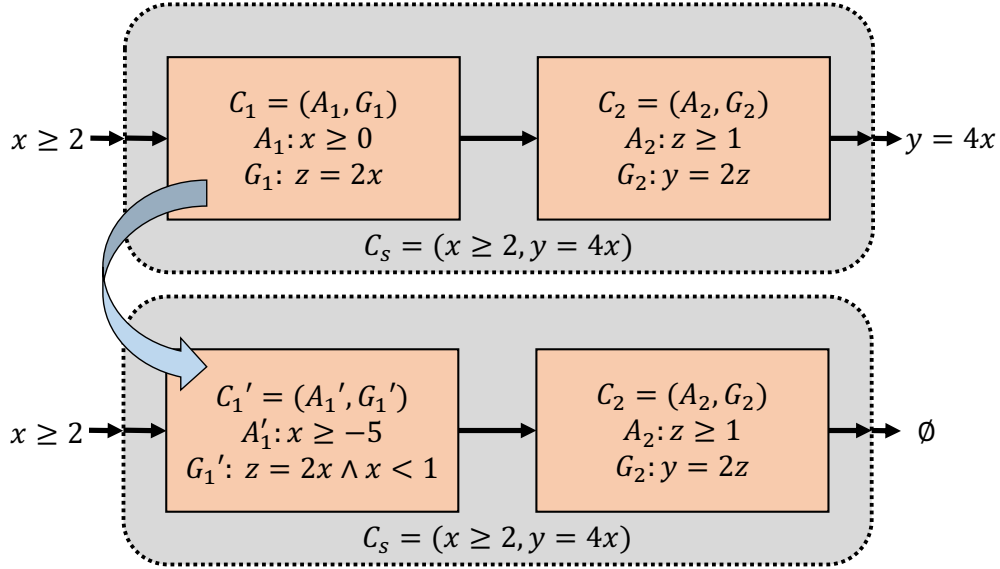 C₁ = (A₁, G₁)
x ≥ 2
A₁: x ≥ 0
G₁: z = 2x
C₂ = (A₂, G₂)
A₂: z ≥ 1
G₂: y = 2z
y = 4x
Cₛ = (x ≥ 2, y = 4x)
C₁′ = (A₁′, G₁′)
x ≥ 2
A₁′: x ≥ −5
G₁′: z = 2x ∧ x < 1
C₂ = (A₂, G₂)
A₂: z ≥ 1
G₂: y = 2z
∅
Cₛ = (x ≥ 2, y = 4x)